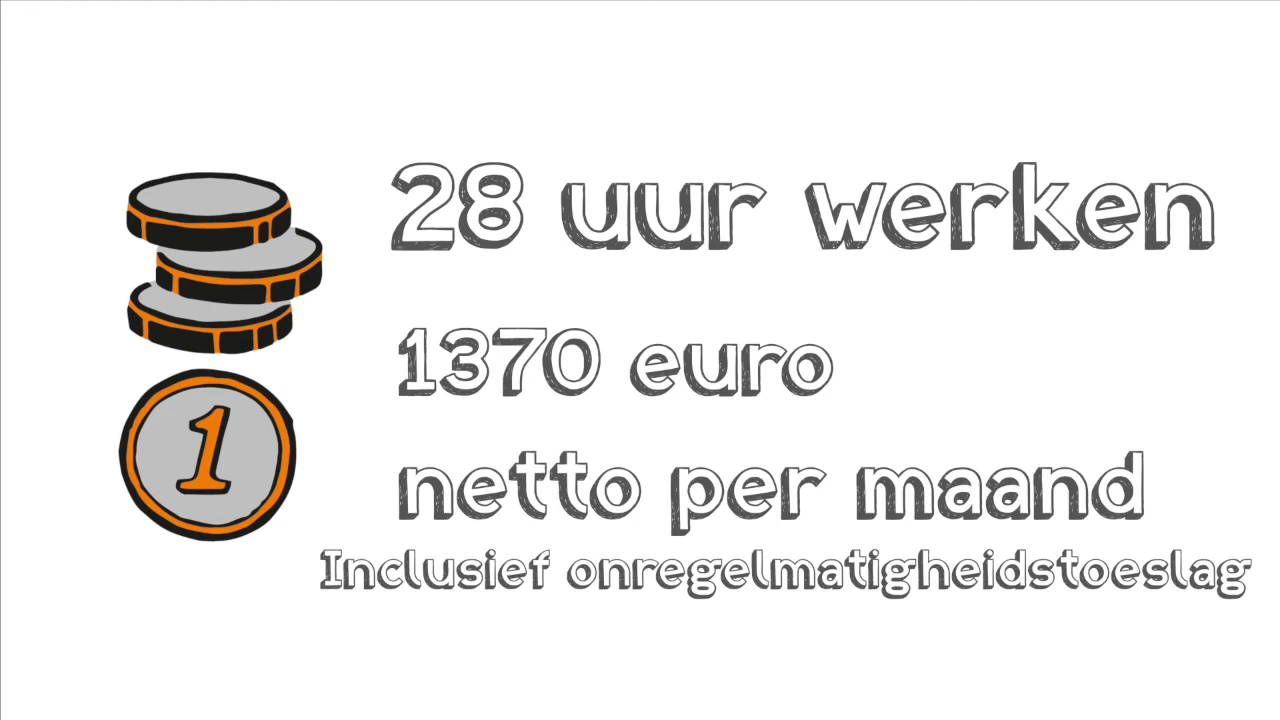 28 uur werken
1370 euro
netto per maand
Inclusief onregelmatigheidstoeslag
1